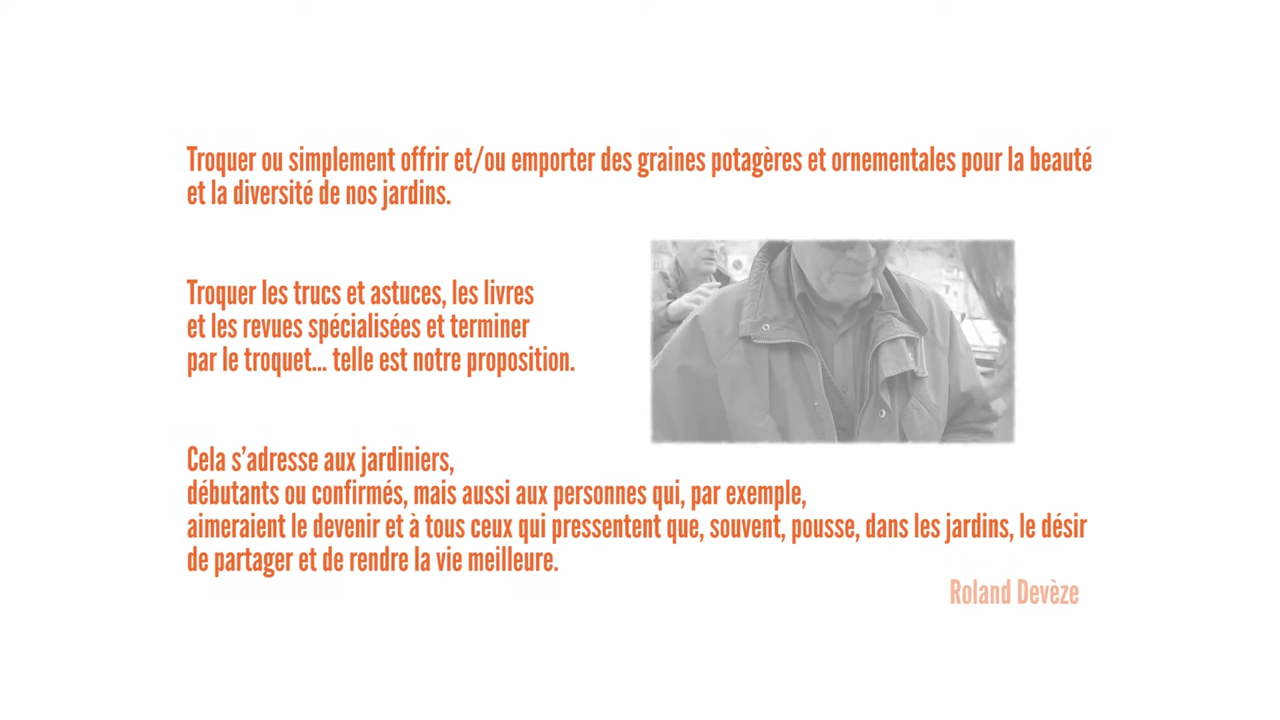 Troquer ou simplement offrir et/ou emporter des graines potagères et ornementales pour la beauté
et la diversité de nos jardins.
Troquer les trucs et astuces, les livres
et les revues spécialisées et terminer
par le troquet... telle est notre proposition.
Cela s’adresse aux jardiniers,
débutants ou confirmés, mais aussi aux personnes qui, par exemple,
aimeraient le devenir et à tous ceux qui pressentent que, souvent, pousse, dans les jardins, le désir
de partager et de rendre la vie meilleure.
Roland Devèze